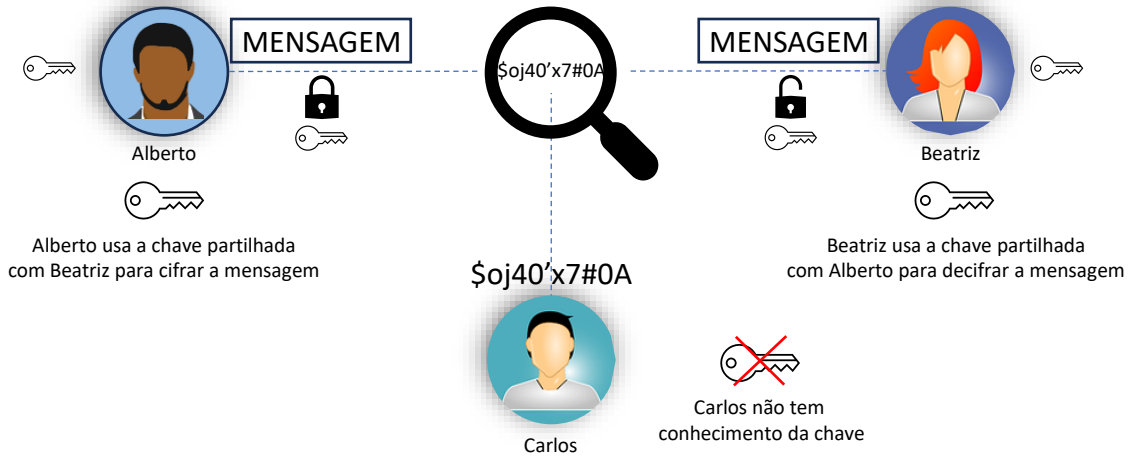 MENSAGEM
MENSAGEM
$oj40’x7#0A
Alberto
Beatriz
Alberto usa a chave partilhada
com Beatriz para cifrar a mensagem
Beatriz usa a chave partilhada
com Alberto para decifrar a mensagem
$oj40’x7#0A
Carlos não tem
conhecimento da chave
Carlos